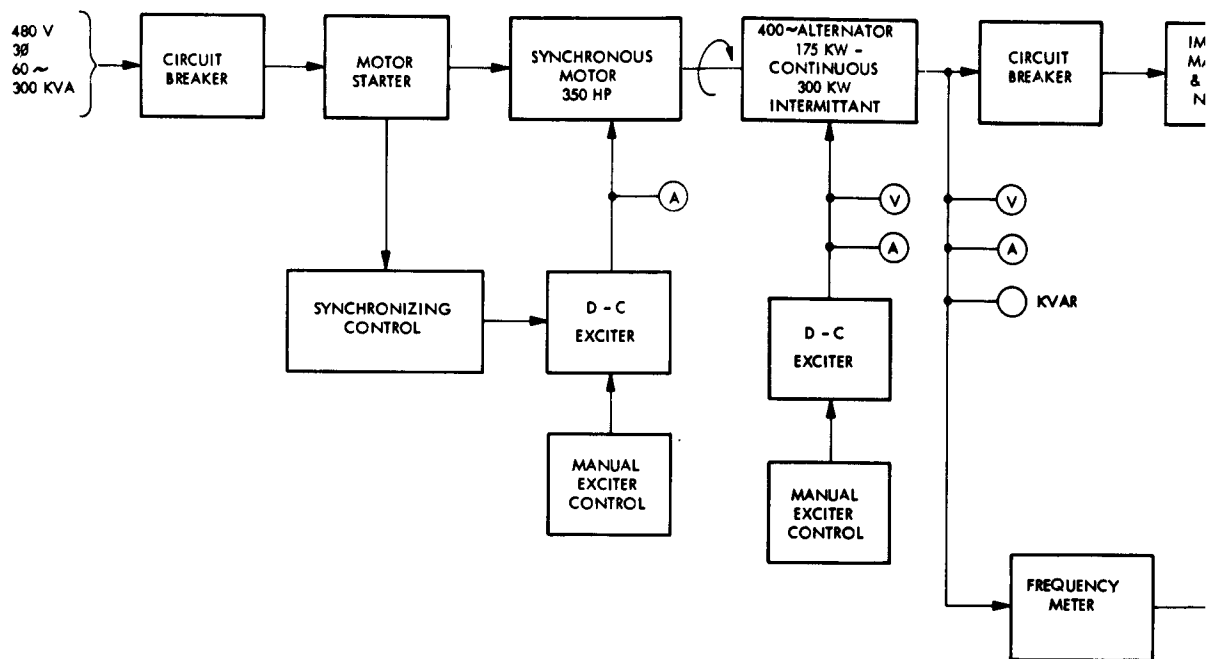 480 V
3Ø
60 ~
300 KVA
CIRCUIT
BREAKER
MOTOR
STARTER
SYNCHRONOUS
MOTOR
350 HP
400~ALTERNATOR
175 KW -
CONTINUOUS
300 KW
INTERMITTANT
CIRCUIT
BREAKER
&
A
V
A
V
A
KVAR
SYNCHRONIZING
CONTROL
D - C
EXCITER
D - C
EXCITER
MANUAL
EXCITER
CONTROL
MANUAL
EXCITER
CONTROL
FREQUENCY
METER